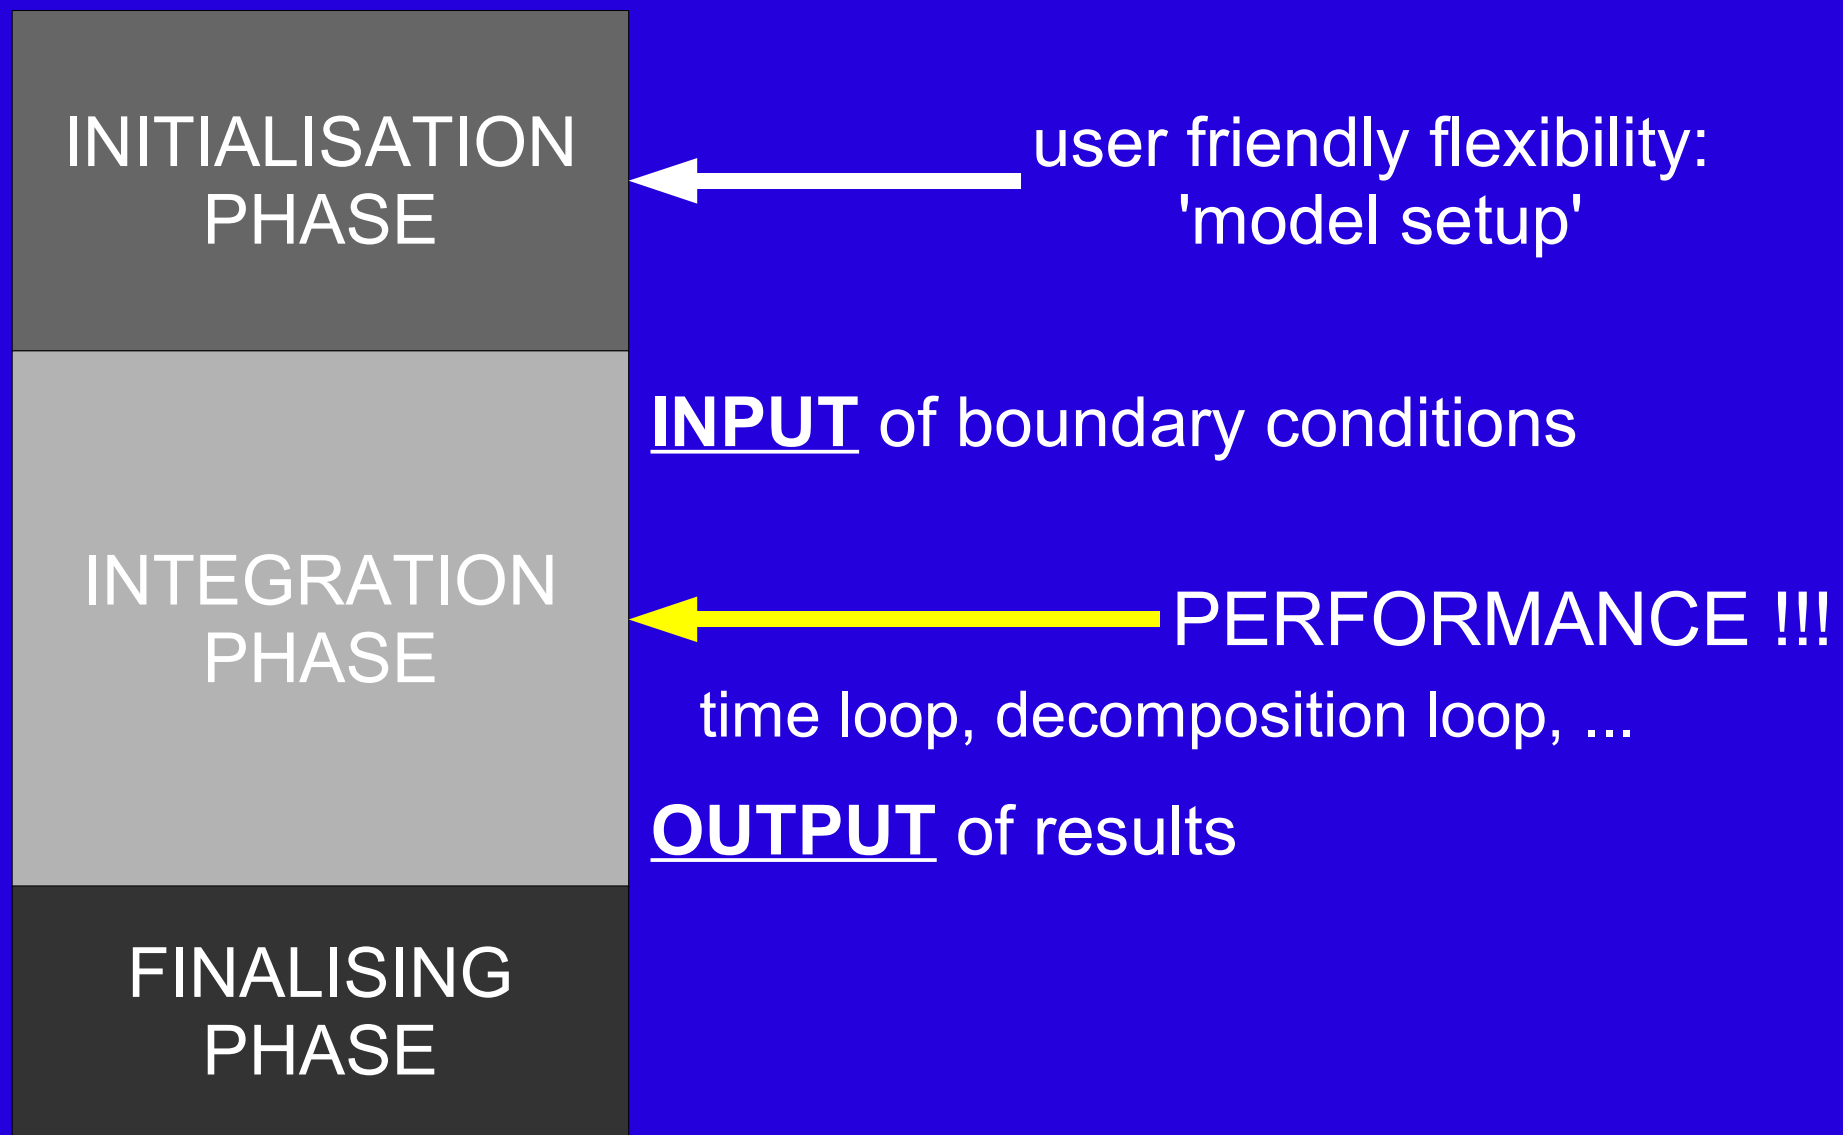 INITIALISATION
PHASE
user friendly flexibility:
'model setup'
INPUT of boundary conditions
INTEGRATION
PHASE
PERFORMANCE !!!
time loop, decomposition loop, ...
OUTPUT of results
FINALISING
PHASE